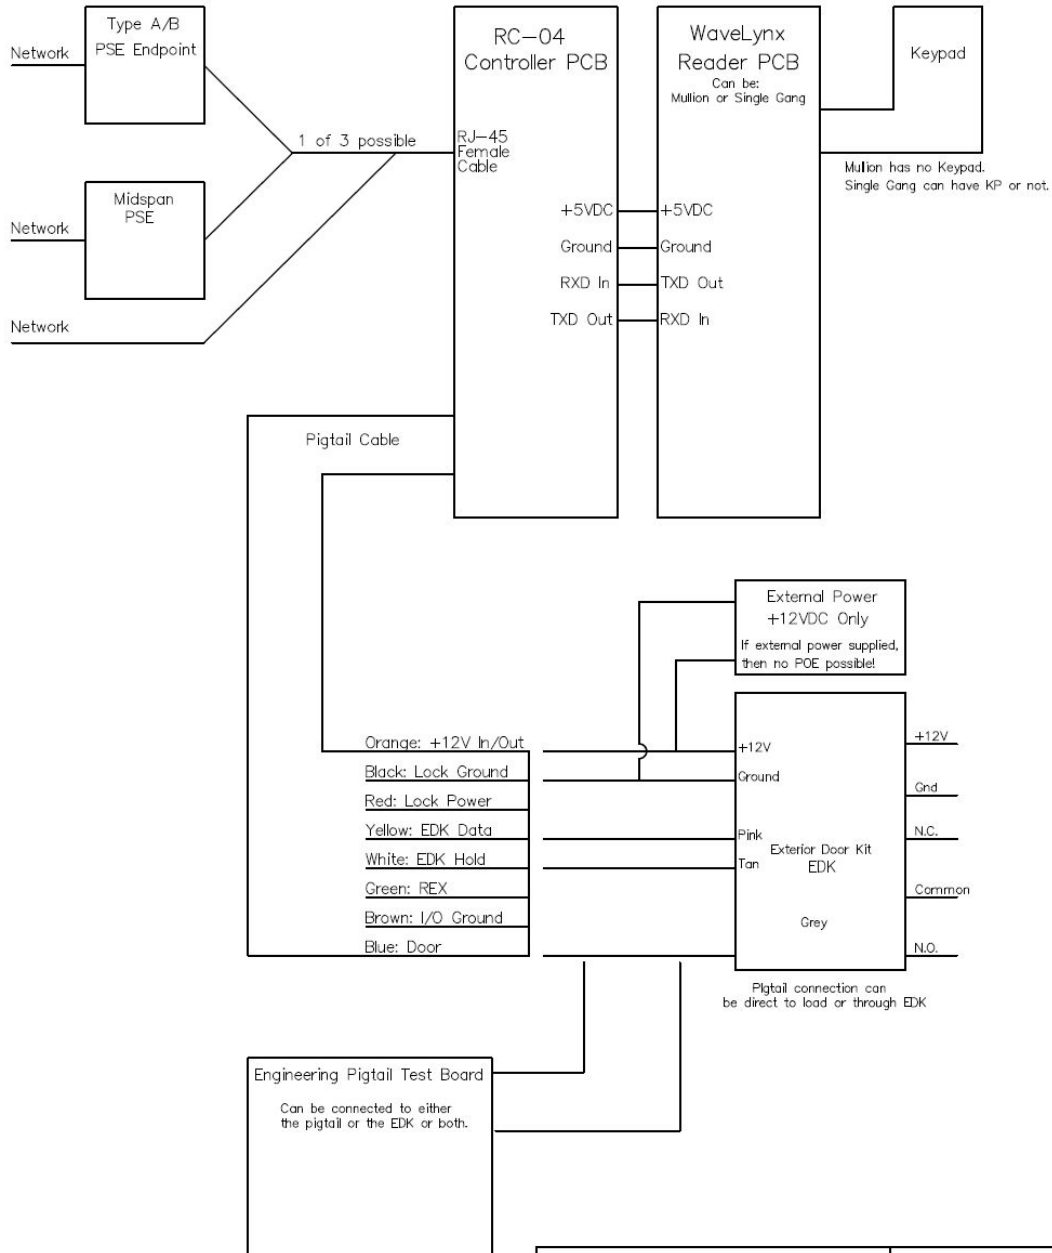 Network
Type A/B
PSE Endpoint
RC-04
Controller PCB
WaveLynx
Reader PCB
Can be:
Mullion or Single Gang
Keypad
1 of 3 possible
RJ-45
Female
Cable
Mullion has no Keypad.
Single Gang can have KP or not.
Network
Midspan
PSE
+5VDC
+5VDC
Ground
Ground
RXD In
TXD Out
TXD Out
RXD In
Network
Pigtail Cable
External Power
+12VDC Only
If external power supplied,
then no POE possible!
Orange: +12V In/Out
Black: Lock Ground
Red: Lock Power
Yellow: EDK Data
White: EDK Hold
Green: REX
Brown: I/O Ground
Blue: Door
+12V
Ground
Pink
Tan
Exterior Door Kit
EDK
Grey
+12V
Gnd
N.C.
Common
N.O.
PIgtail connection can
be direct to load or through EDK
Engineering Pigtail Test Board
Can be connected to either
the pigtail or the EDK or both.